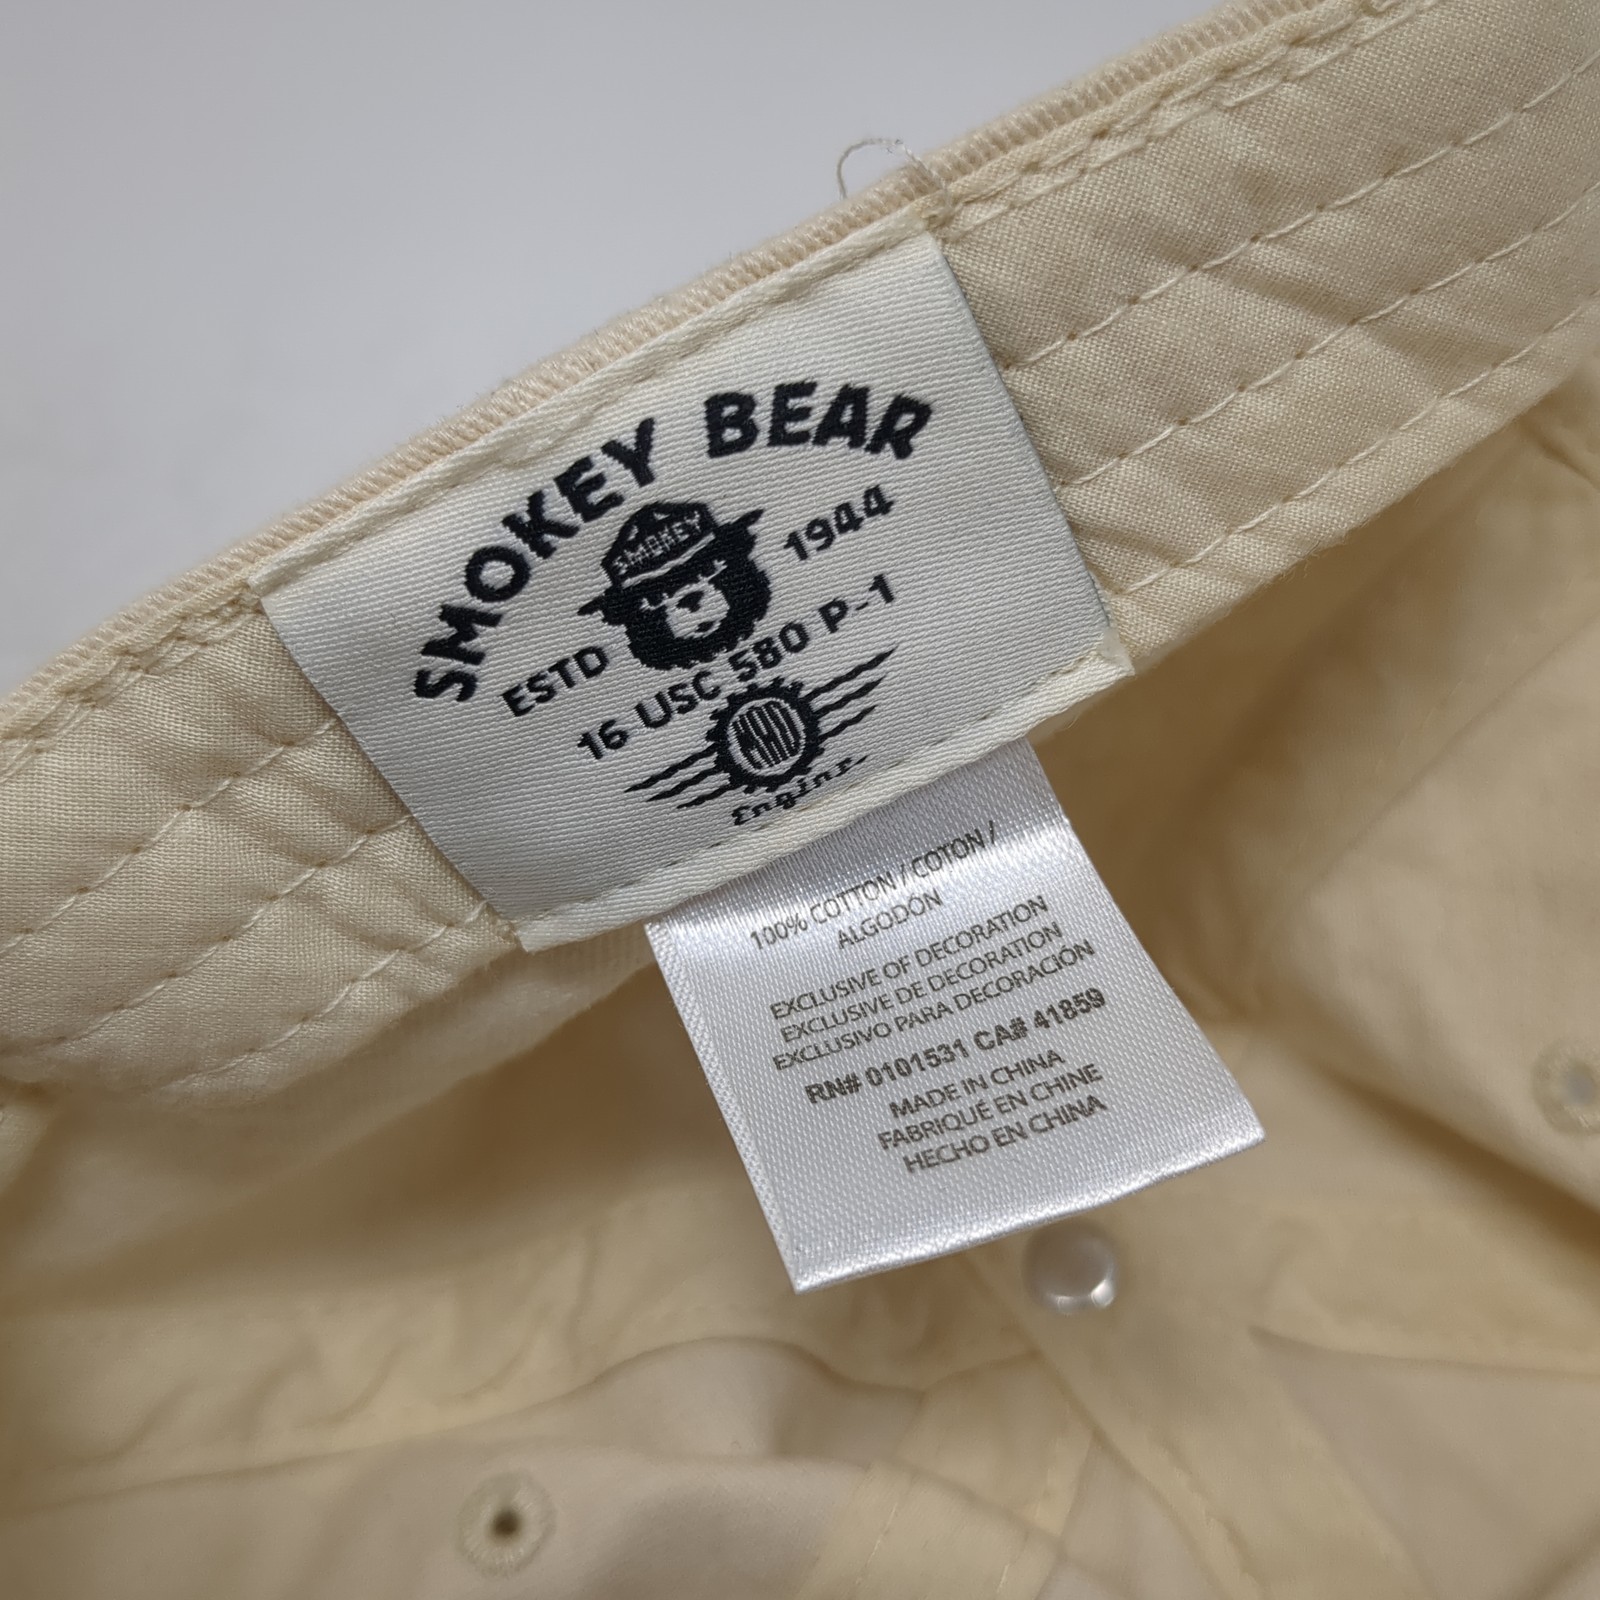 SMOKEY BEAR
SMOKEY
ESTD 1944
16 USC 580 P-1
100% COTTON / COTON /
ALGODÓN
EXCLUSIVE OF DECORATION
EXCLUSIVE DE DECORATION
EXCLUSIVO PARA DECORACIÓN
RN# 0101531 CA# 41859
MADE IN CHINA
FABRIQUÉ EN CHINE
HECHO EN CHINA